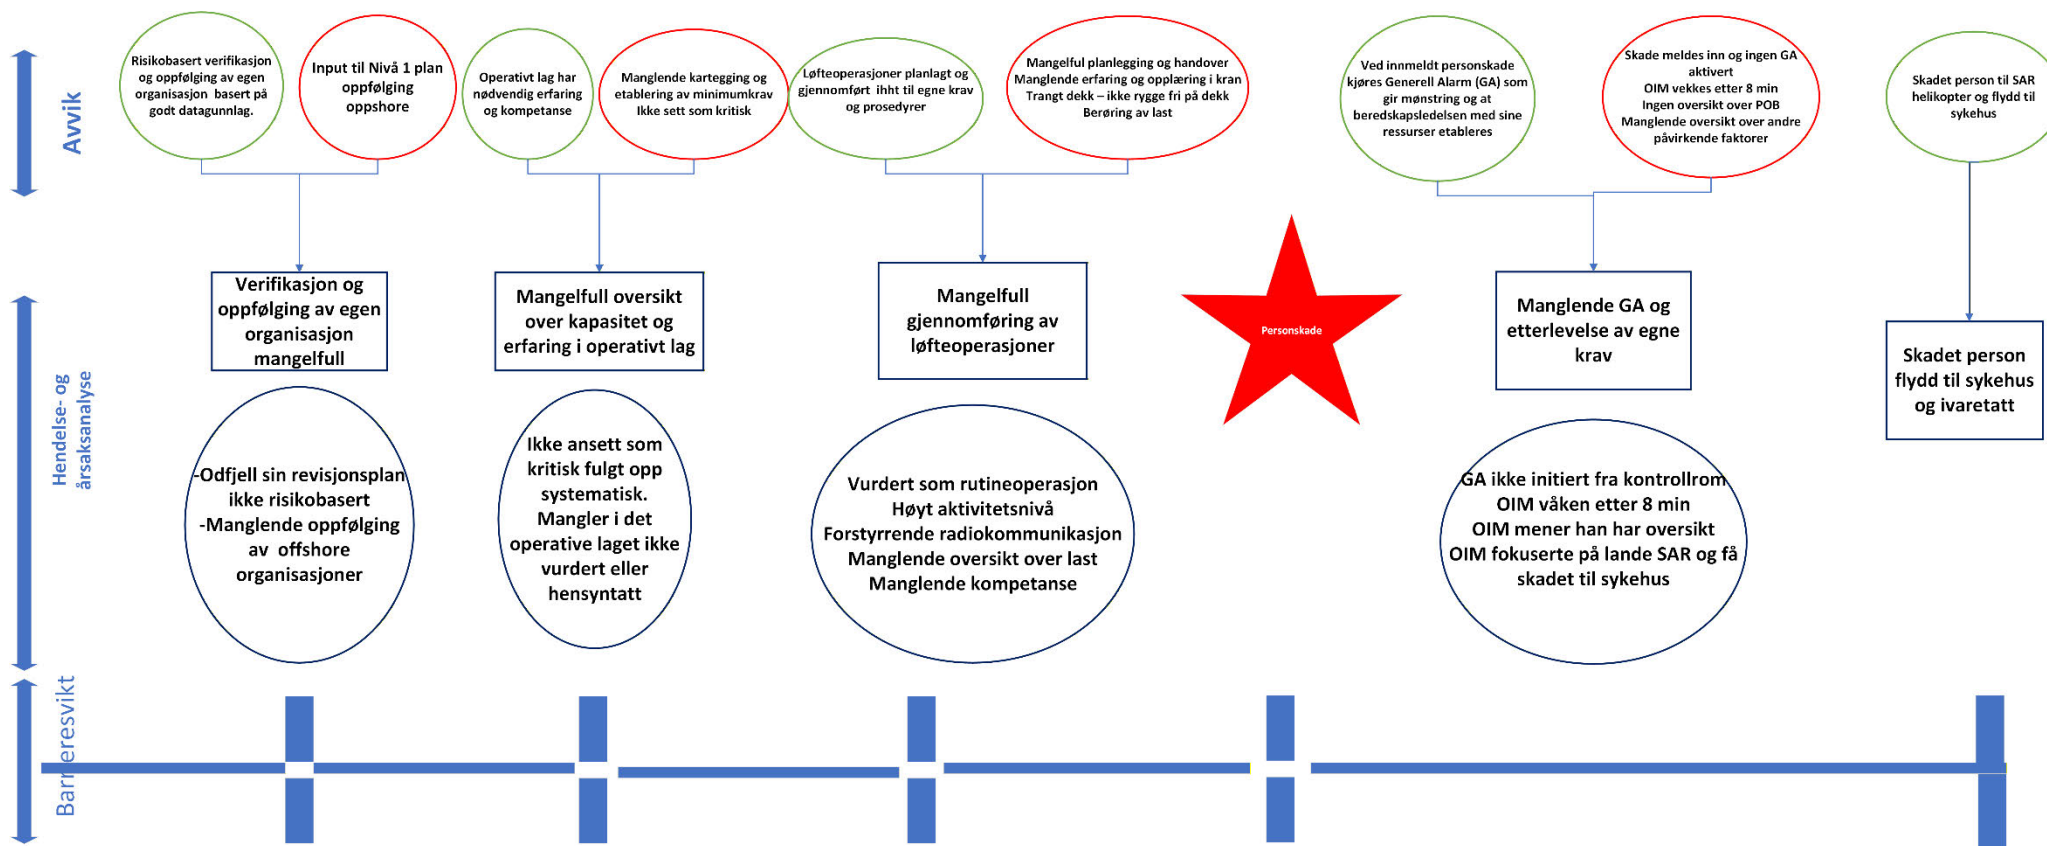 Avvik
Risikobasert verifikasjon
og oppfølging av egen
organisasjon basert på
godt datagunnlag.
Input til Nivå 1 plan
oppfølging
oppshore
Operativt lag har
nødvendig erfaring
og kompetanse
Manglende kartegging og
etablering av minimumkrav
Ikke sett som kritisk
Løfteoperasjoner planlagt og
gjennomført ihht til egne krav
og prosedyrer
Mangelful planlegging og handover
Manglende erfaring og opplæring i kran
Trangt dekk – ikke rygge fri på dekk
Berøring av last
Ved innmeldt personskade
kjøres Generell Alarm (GA) som
gir mønstring og at
beredskapsledelsen med sine
ressurser etableres
Skade meldes inn og ingen GA
aktivert
OIM vekkes etter 8 min
Ingen oversikt over POB
Manglende oversikt over andre
påvirkende faktorer
Skadet person til SAR
helikopter og flydd til
sykehus
Hendelse- og
årsaksanalyse
Verifikasjon og
oppfølging av egen
organisasjon
mangelfull
Mangelfull oversikt
over kapasitet og
erfaring i operativt lag
Mangelfull
gjennomføring av
løfteoperasjoner
Personskade
Manglende GA og
etterlevelse av egne
krav
Skadet person
flydd til sykehus
og ivaretatt
-Odfjell sin revisjonsplan
ikke risikobasert
-Manglende oppfølging
av offshore
organisasjoner
Ikke ansett som
kritisk fulgt opp
systematisk.
Mangler i det
operative laget ikke
vurdert eller
hensyntatt
Vurdert som rutineoperasjon
Høyt aktivitetsnivå
Forstyrrende radiokommunikasjon
Manglende oversikt over last
Manglende kompetanse
GA ikke initiert fra kontrollrom
OIM våken etter 8 min
OIM mener han har oversikt
OIM fokuserte på lande SAR og få
skadet til sykehus
Barrieresvikt